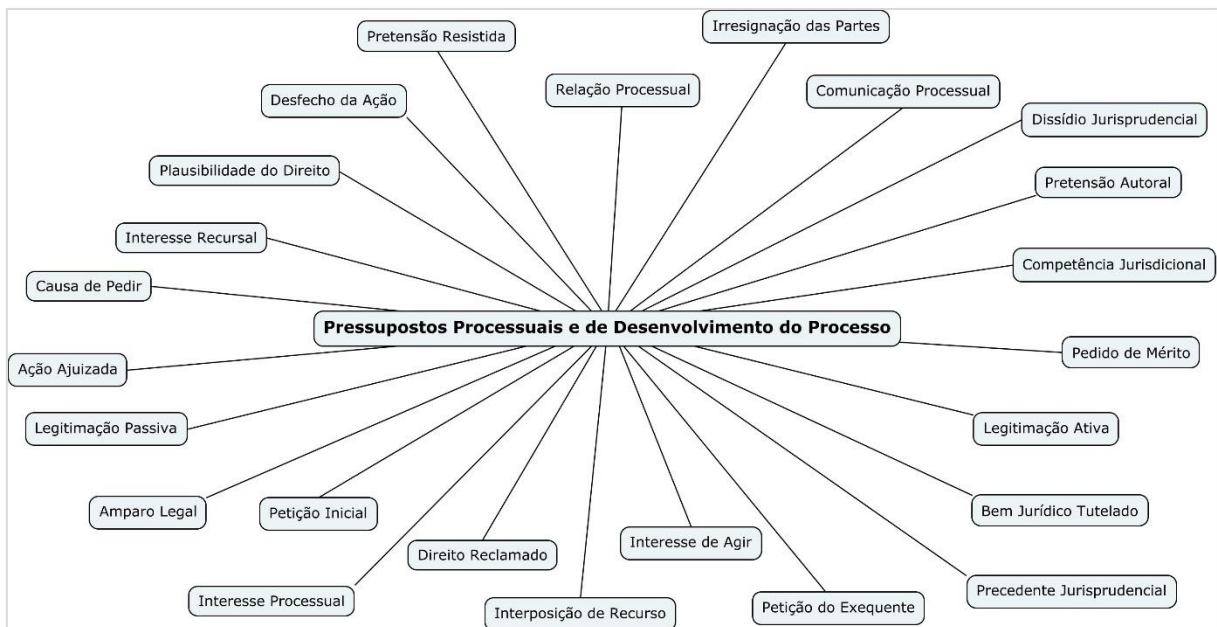 Irresignação das Partes
Pretensão Resistida
Relação Processual
Comunicação Processual
Desfecho da Ação
Dissídio Jurisprudencial
Plausibilidade do Direito
Pretensão Autoral
Interesse Recursal
Competência Jurisdicional
Causa de Pedir
Pressupostos Processuais e de Desenvolvimento do Processo
Pedido de Mérito
Ação Ajuizada
Legitimação Passiva
Legitimação Ativa
Amparo Legal
Petição Inicial
Bem Jurídico Tutelado
Interesse de Agir
Direito Reclamado
Precedente Jurisprudencial
Interesse Processual
Petição do Exequente
Interposição de Recurso